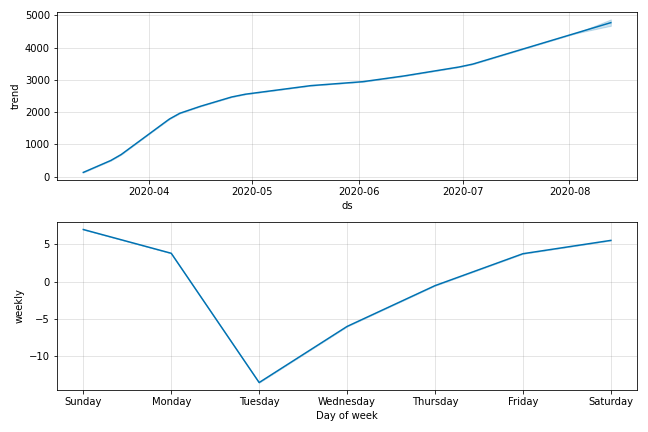 5000
4000
3000
2000
1000
0
trend
2020-04 2020-05 2020-06 2020-07 2020-08
ds
5
0
−5
−10
weekly
Sunday Monday Tuesday Wednesday Thursday Friday Saturday
Day of week